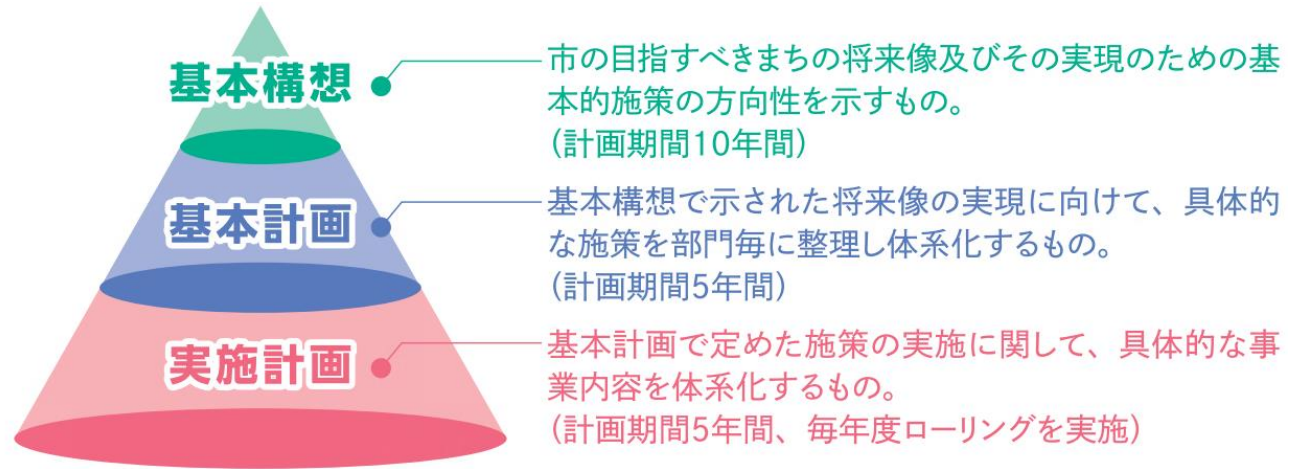 基本構想
市の目指すべきまちの将来像及びその実現のための基
本的施策の方向性を示すもの。
(計画期間10年間)
基本計画
基本構想で示された将来像の実現に向けて、具体的
な施策を部門毎に整理し体系化するもの。
(計画期間5年間)
実施計画
基本計画で定めた施策の実施に関して、具体的な事
業内容を体系化するもの。
(計画期間5年間、毎年度ローリングを実施)